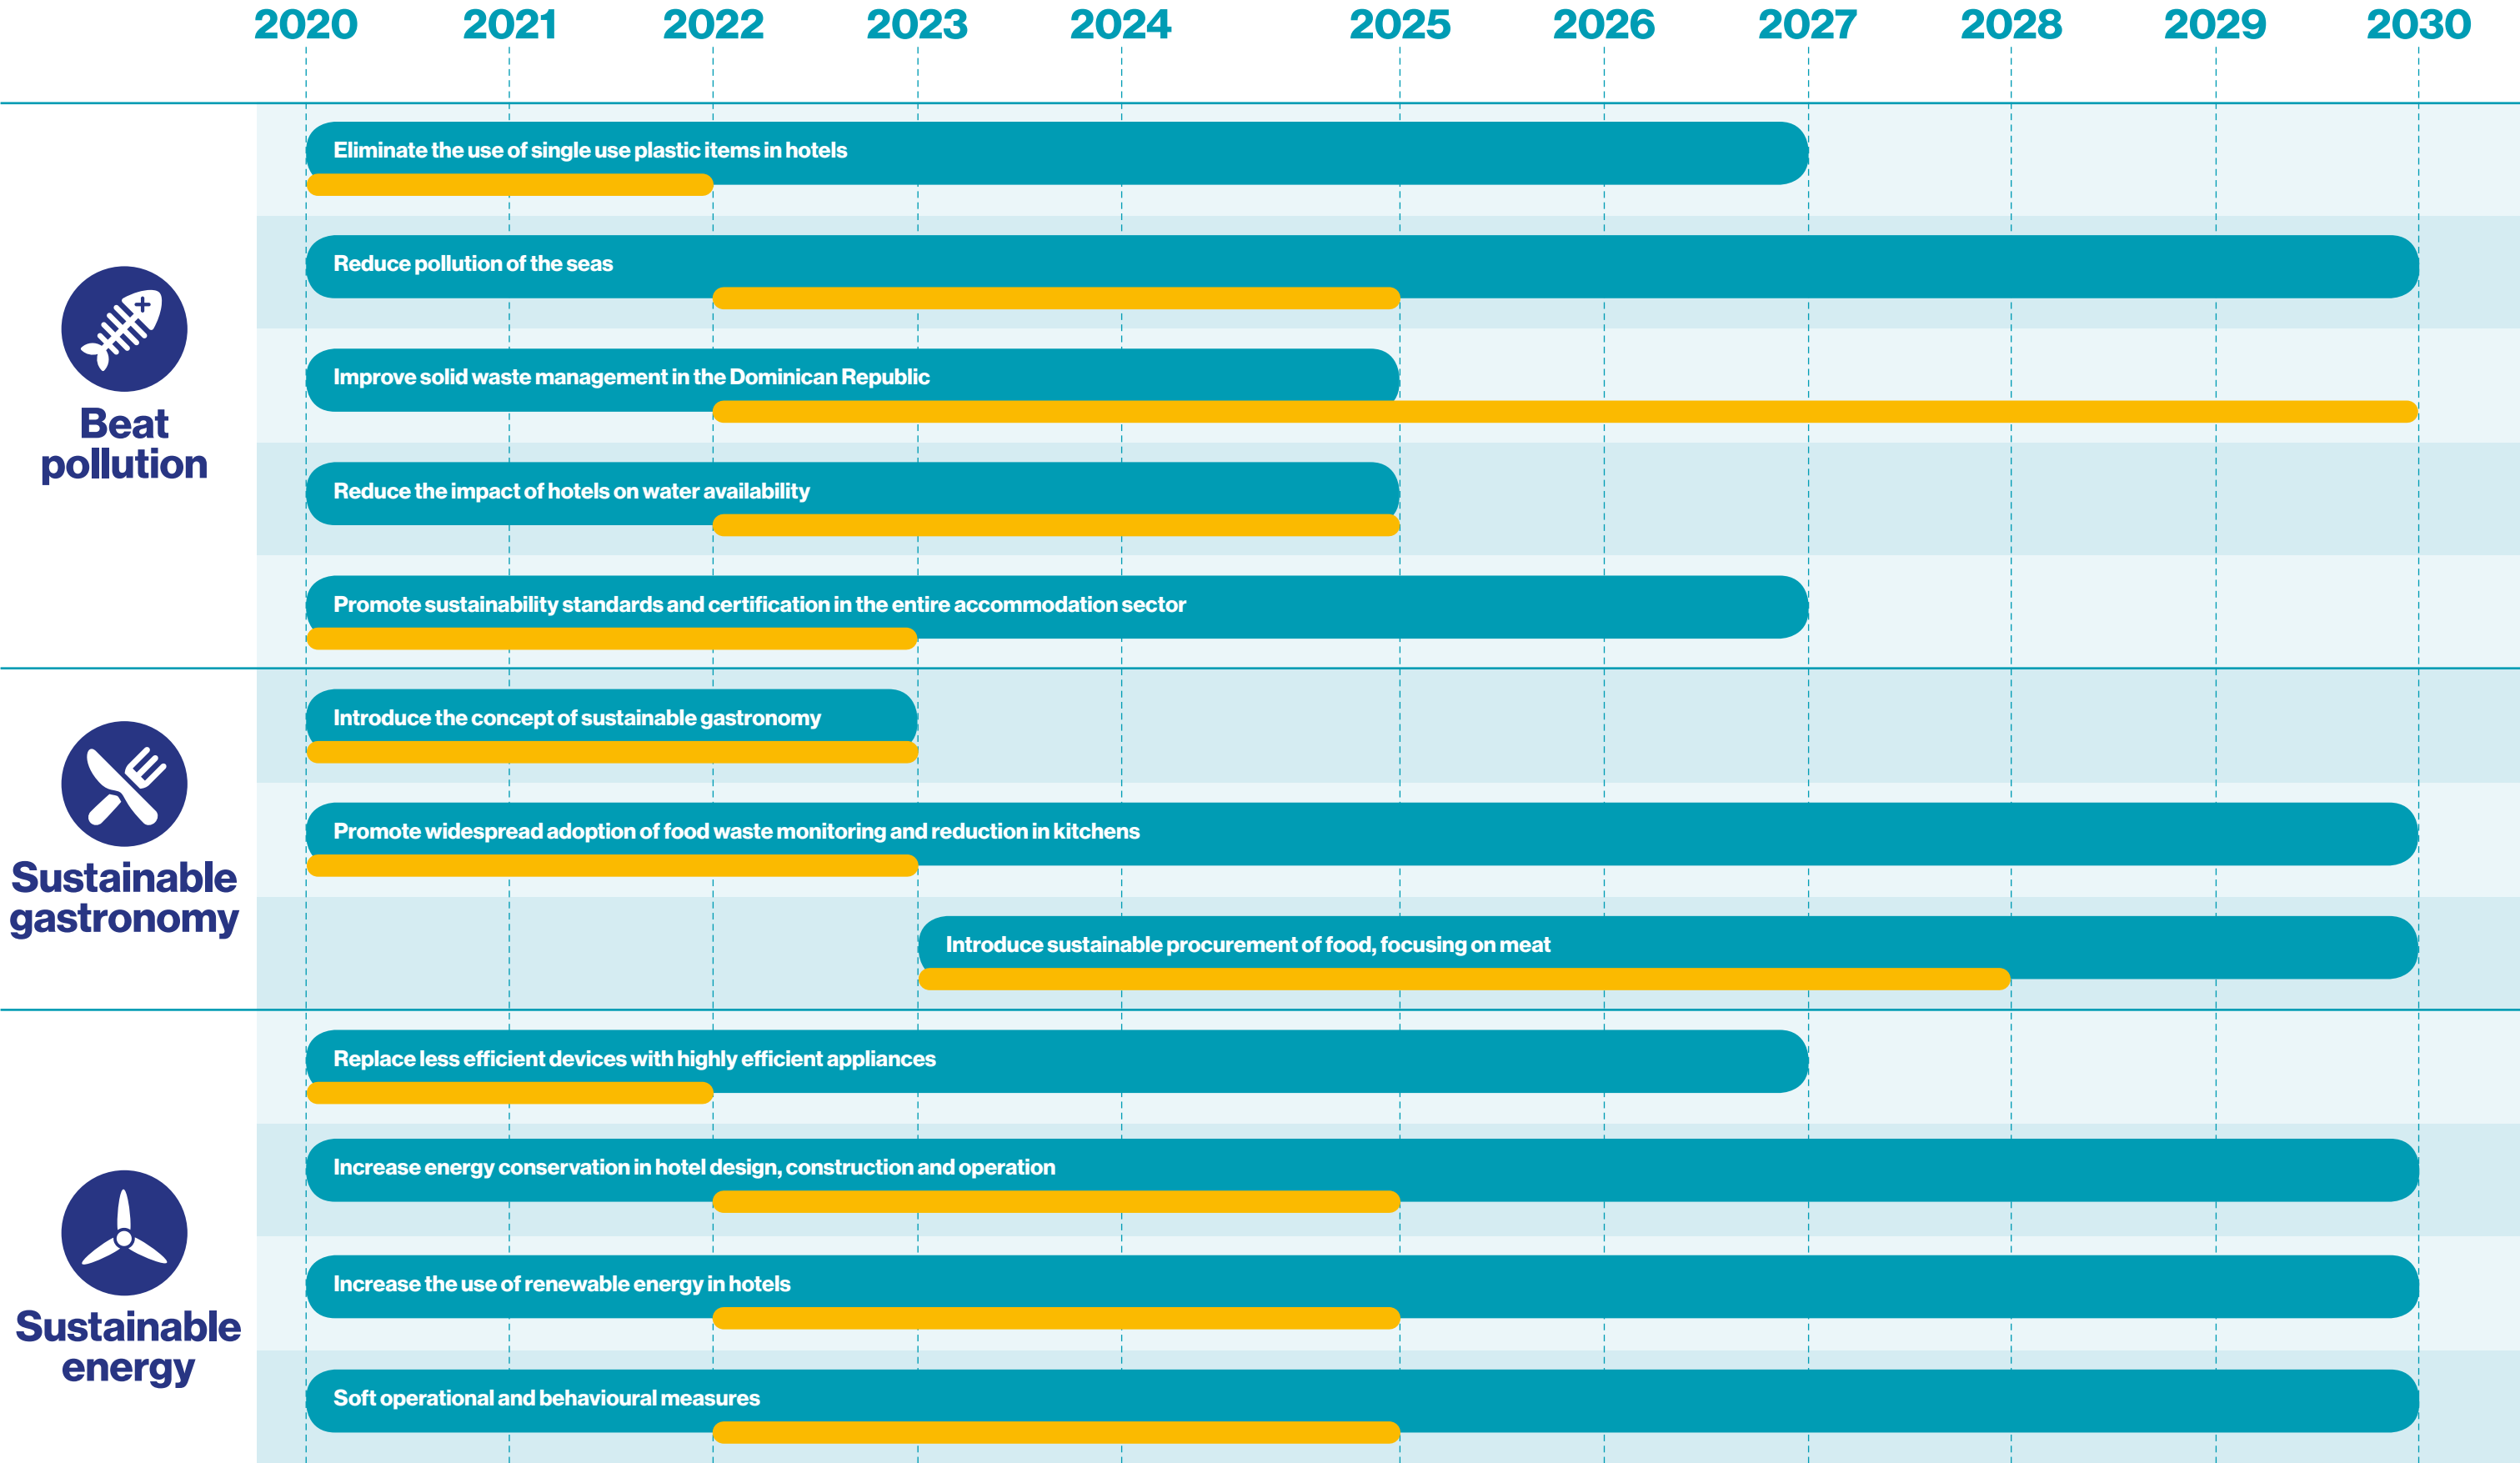 2020 2021 2022 2023 2024 2025 2026 2027 2028 2029 2030
Beat
pollution
Eliminate the use of single use plastic items in hotels
Reduce pollution of the seas
Improve solid waste management in the Dominican Republic
Reduce the impact of hotels on water availability
Promote sustainability standards and certification in the entire accommodation sector
Sustainable
gastronomy
Introduce the concept of sustainable gastronomy
Promote widespread adoption of food waste monitoring and reduction in kitchens
Introduce sustainable procurement of food, focusing on meat
Sustainable
energy
Replace less efficient devices with highly efficient appliances
Increase energy conservation in hotel design, construction and operation
Increase the use of renewable energy in hotels
Soft operational and behavioural measures